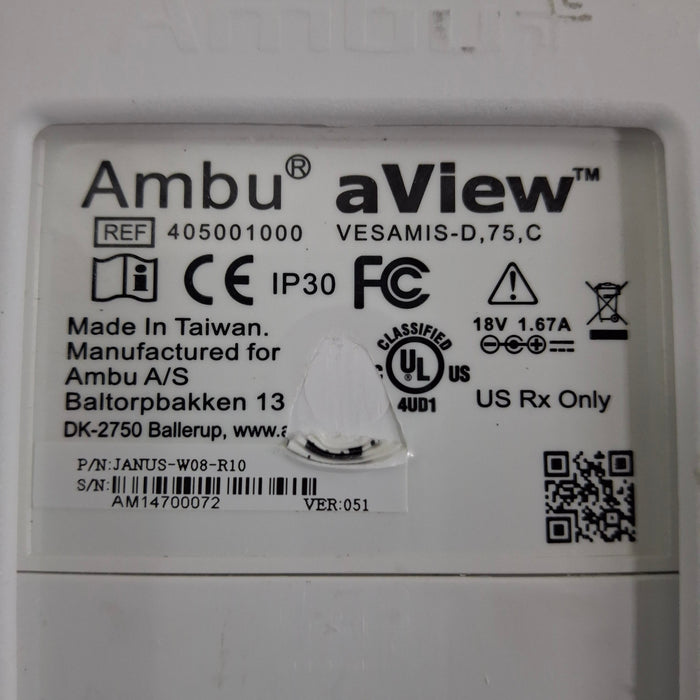 Ambu® aView™
REF 405001000 VESAMIS-D,75,C
i CE IP30 FC
Made In Taiwan.
Manufactured for
Ambu A/S
Baltorpbakken 13
DK-2750 Ballerup,
CLASSIFIED
UL US
4UD1
18V 1.67A
US Rx Only
P/N:JANUS-W08-R10
S/N:
AM14700072 VER:051